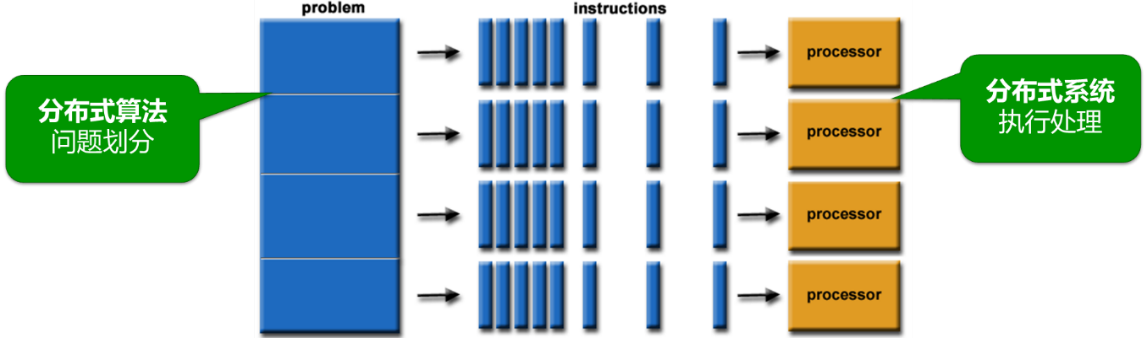 problem
instructions
分布式算法
问题划分
processor
processor
processor
processor
分布式系统
执行处理